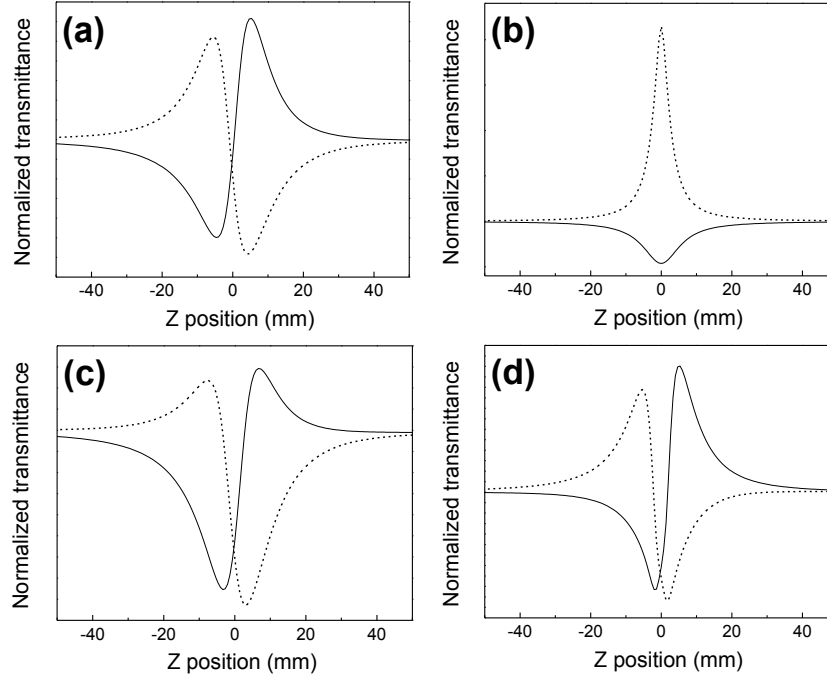 (a)
Normalized transmittance
-40 -20 0 20 40
Z position (mm)
(b)
Normalized transmittance
-40 -20 0 20 40
Z position (mm)
(c)
Normalized transmittance
-40 -20 0 20 40
Z position (mm)
(d)
Normalized transmittance
-40 -20 0 20 40
Z position (mm)